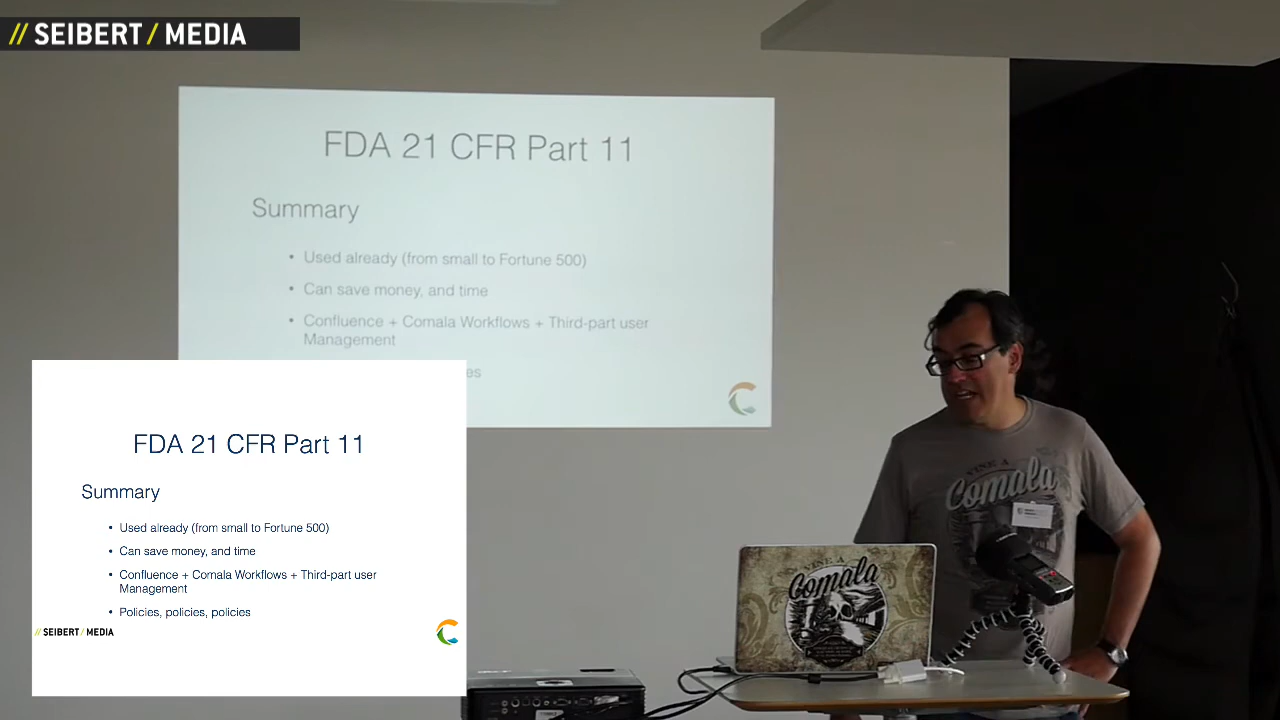 // SEIBERT / MEDIA
FDA 21 CFR Part 11
Summary
• Used already (from small to Fortune 500)
• Can save money, and time
• Confluence + Comala Workflows + Third-part user
Management
es
FDA 21 CFR Part 11
Summary
• Used already (from small to Fortune 500)
• Can save money, and time
• Confluence + Comala Workflows + Third-part user
Management
• Policies, policies, policies
// SEIBERT / MEDIA
VINE A
Comala
VINE A
Comala